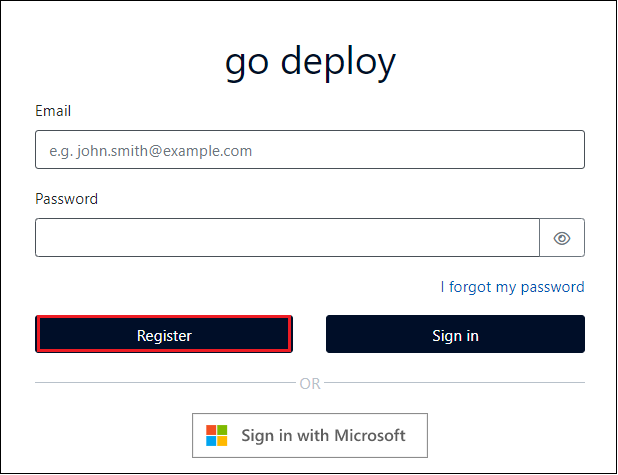 go deploy
Email
e.g. john.smith@example.com
Password
I forgot my password
Register
Sign in
OR
Sign in with Microsoft